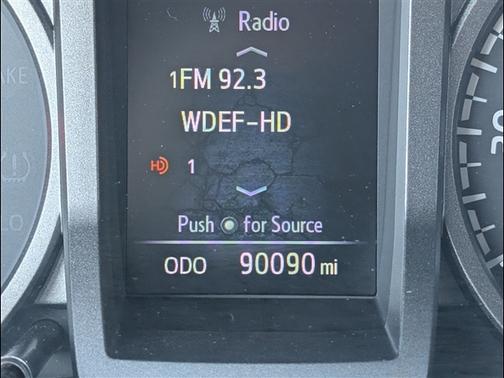 Radio
1FM 92.3
WDEF-HD
HD 1
Push for Source
ODO 90090 mi